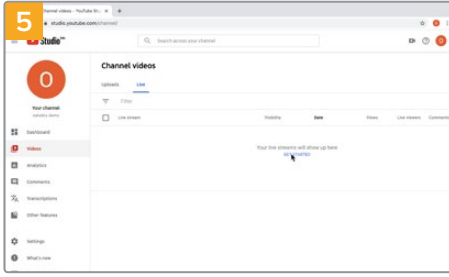 5
hannel videos - YouTube St
studio.youtube.com/channel/
Studio
Search across your channel
O
O
Channel videos
Uploads
Live
Filter
Live stream
Visibility
Date
Views
Live viewers
Comments
Your live streams will show up here
GET STARTED
Your channel
Dashboard
Videos
Analytics
Comments
Transcriptions
Other features
Settings
What's new